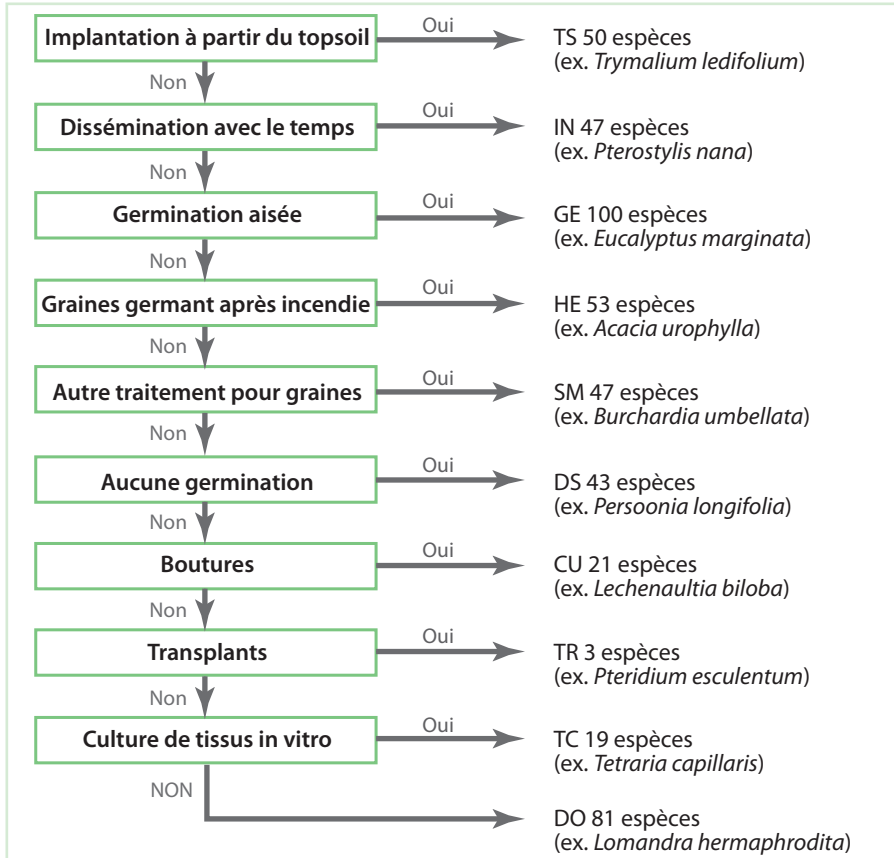 Implantation à partir du topsoil
Oui
TS 50 espèces
(ex. Trymalium ledifolium)
Non
Dissémination avec le temps
Oui
IN 47 espèces
(ex. Pterostylis nana)
Non
Germination aisée
Oui
GE 100 espèces
(ex. Eucalyptus marginata)
Non
Graines germant après incendie
Oui
HE 53 espèces
(ex. Acacia urophylla)
Non
Autre traitement pour graines
Oui
SM 47 espèces
(ex. Burchardia umbellata)
Non
Aucune germination
Oui
DS 43 espèces
(ex. Persoonia longifolia)
Non
Boutures
Oui
CU 21 espèces
(ex. Lechenaultia biloba)
Non
Transplants
Oui
TR 3 espèces
(ex. Pteridium esculentum)
Non
Culture de tissus in vitro
Oui
TC 19 espèces
(ex. Tetraria capillaris)
NON
DO 81 espèces
(ex. Lomandra hermaphrodita)